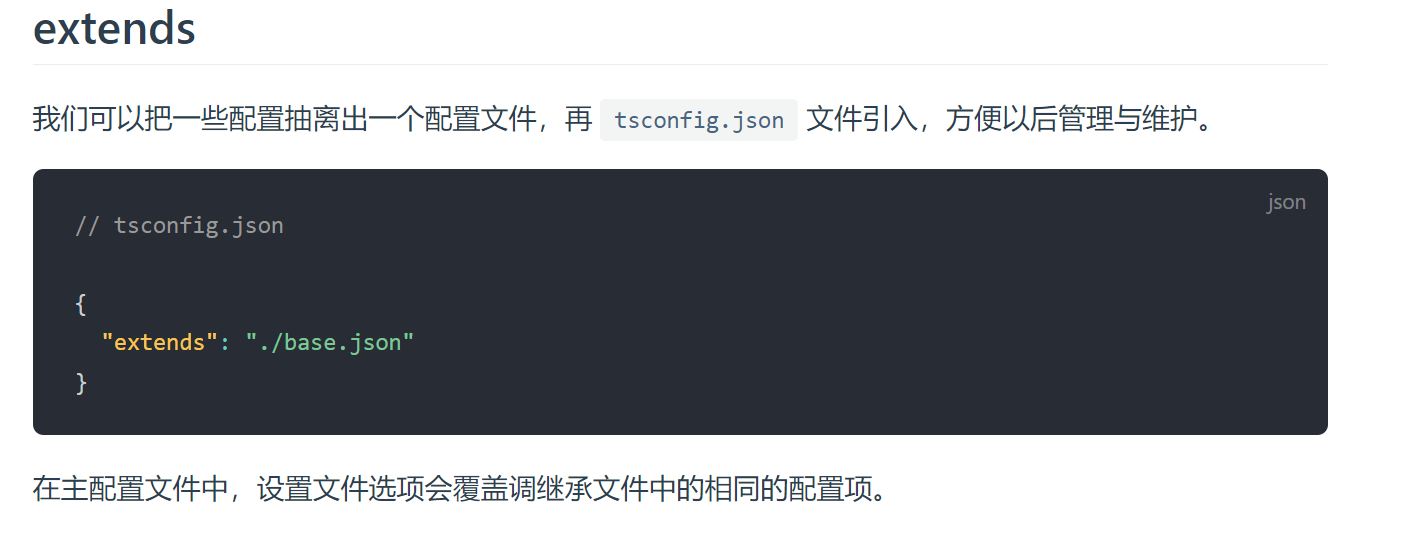 extends
我们可以把一些配置抽离出一个配置文件，再 tsconfig.json 文件引入，方便以后管理与维护。
json
// tsconfig.json
{
  "extends": "./base.json"
}
在主配置文件中，设置文件选项会覆盖调继承文件中的相同的配置项。